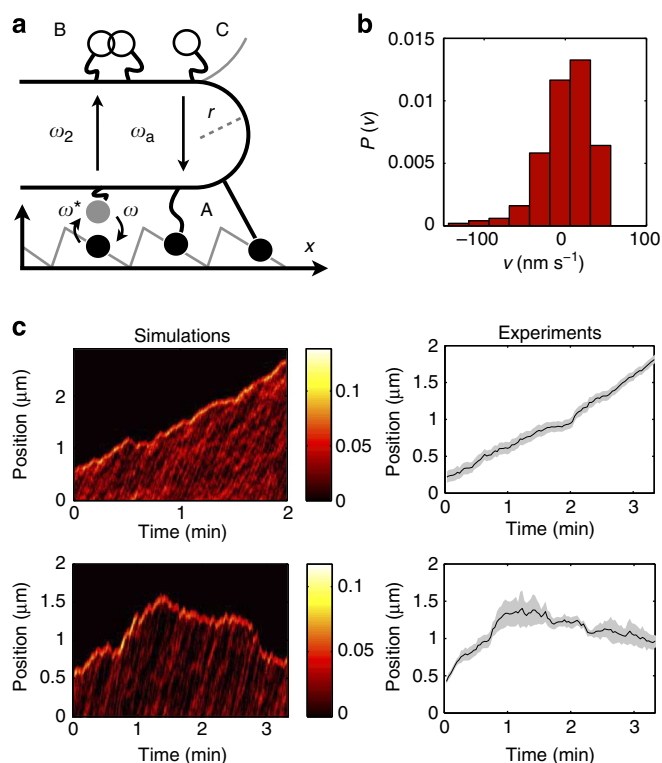 a
B
C
r
ω₂
ωₐ
ω*
ω
A
x
b
0.015
0.01
0.005
0
P (v)
−100
0
100
v (nm s⁻¹)
c
Simulations
Experiments
2
1
0
Position (μm)
0
1
2
Time (min)
0.1
0.05
0
2
1.5
1
0.5
0
Position (μm)
0
1
2
3
Time (min)
2
1.5
1
0.5
0
Position (μm)
0
1
2
3
Time (min)
0.1
0.05
0
2
1.5
1
0.5
0
Position (μm)
0
1
2
3
Time (min)